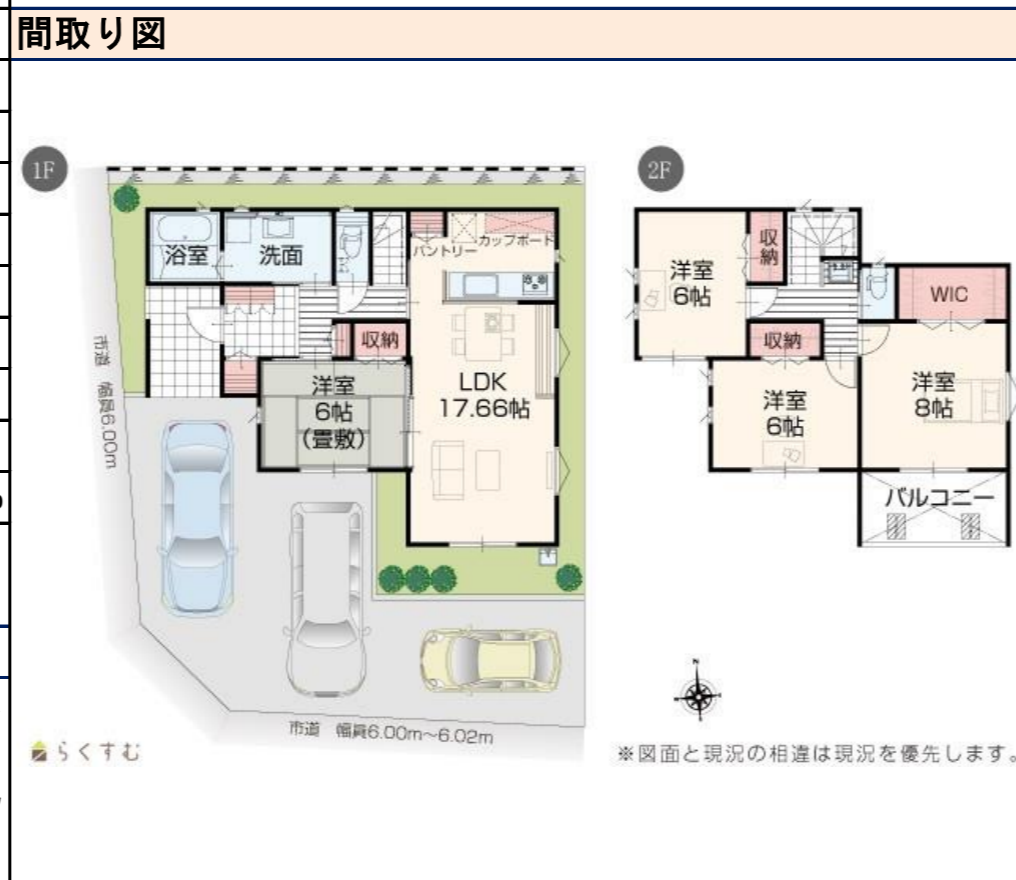 間取り図
1F
浴室
洗面
パントリー
カップボード
収納
洋室
6帖
(畳敷)
LDK
17.66帖
市道 幅員6.00m
市道 幅員6.00m~6.02m
らくすむ
2F
洋室
6帖
収納
WIC
収納
洋室
6帖
洋室
8帖
バルコニー
N
※図面と現況の相違は現況を優先します。